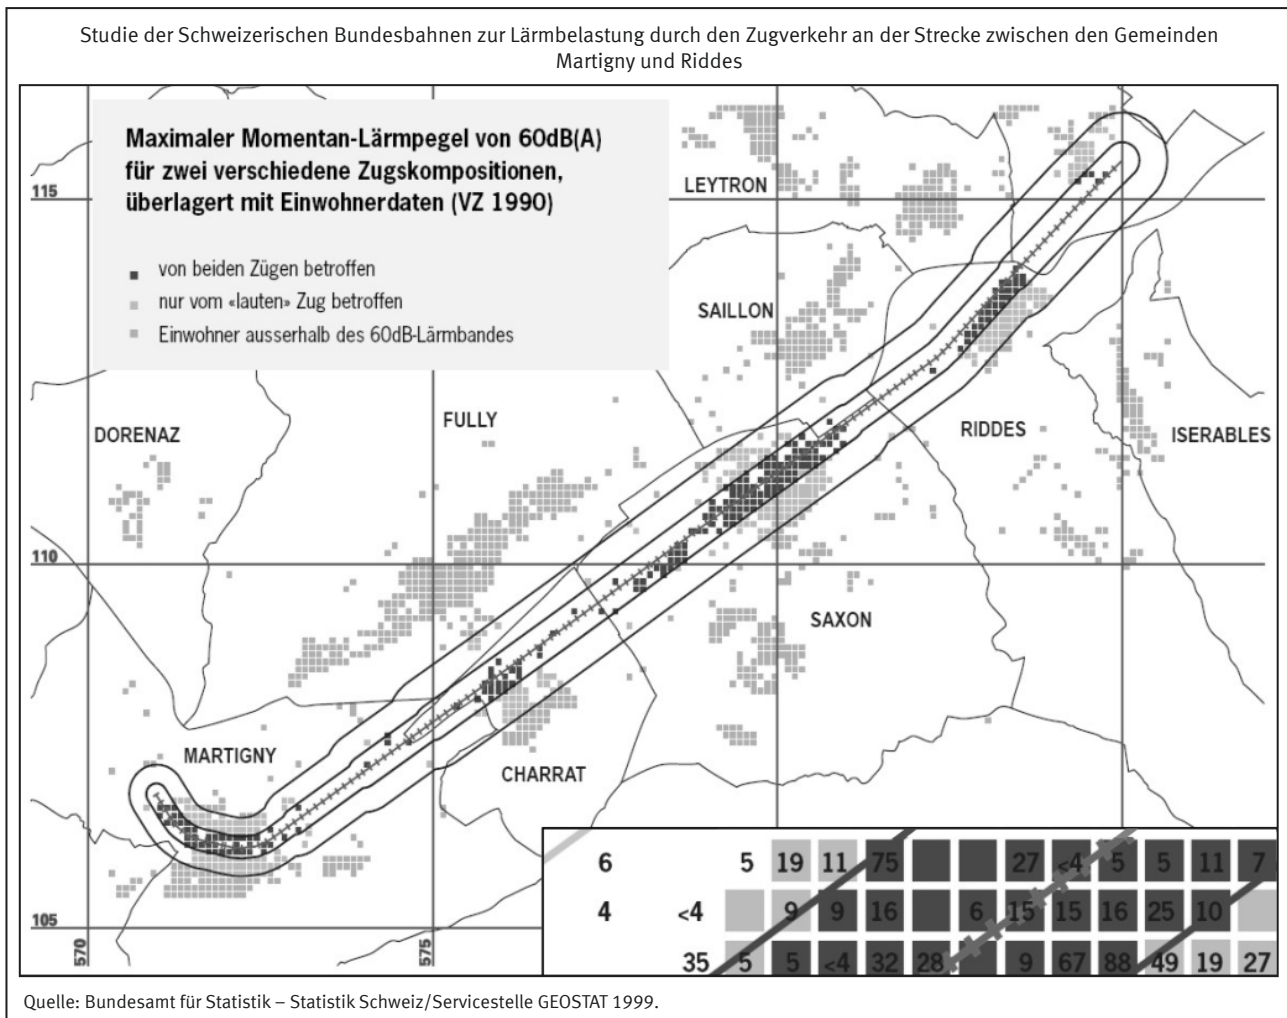 Studie der Schweizerischen Bundesbahnen zur Lärmbelastung durch den Zugverkehr an der Strecke zwischen den Gemeinden
Martigny und Riddes
Maximaler Momentan-Lärmpegel von 60dB(A)
für zwei verschiedene Zugskompositionen,
überlagert mit Einwohnerdaten (VZ 1990)
von beiden Zügen betroffen
nur vom «lauten» Zug betroffen
Einwohner ausserhalb des 60dB-Lärmbandes
115
LEYTRON
SAILLON
DORENAZ
FULLY
RIDDES
ISERABLES
110
SAXON
MARTIGNY
CHARRAT
105
570
575
6 5 19 11 75 27 <4 5 5 11 7
4 <4 9 9 16 6 15 15 16 25 10
35 5 5 <4 32 28 9 67 88 49 19 27
Quelle: Bundesamt für Statistik – Statistik Schweiz/Servicestelle GEOSTAT 1999.